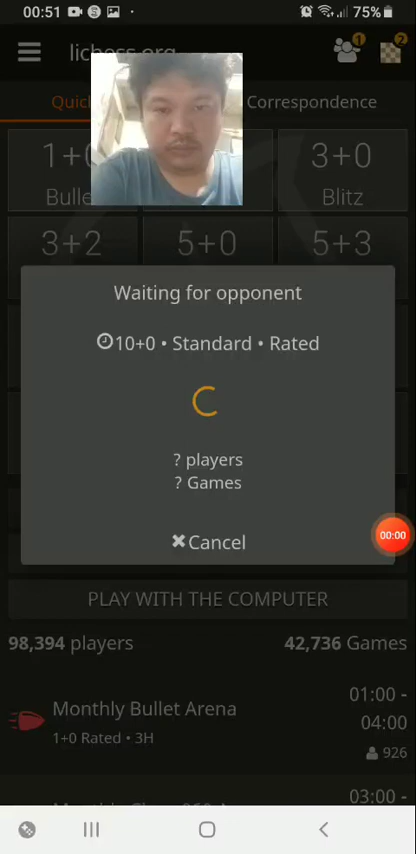 00:51 75%
lichess.org 1 2
Correspondence
1+0 3+0
Blitz
3+2 5+0 5+3
Waiting for opponent
10+0 • Standard • Rated
? players
? Games
00:00
Cancel
PLAY WITH THE COMPUTER
98,394 players 42,736 Games
Monthly Bullet Arena 01:00 -
04:00
1+0 Rated • 3H 926
03:00 -